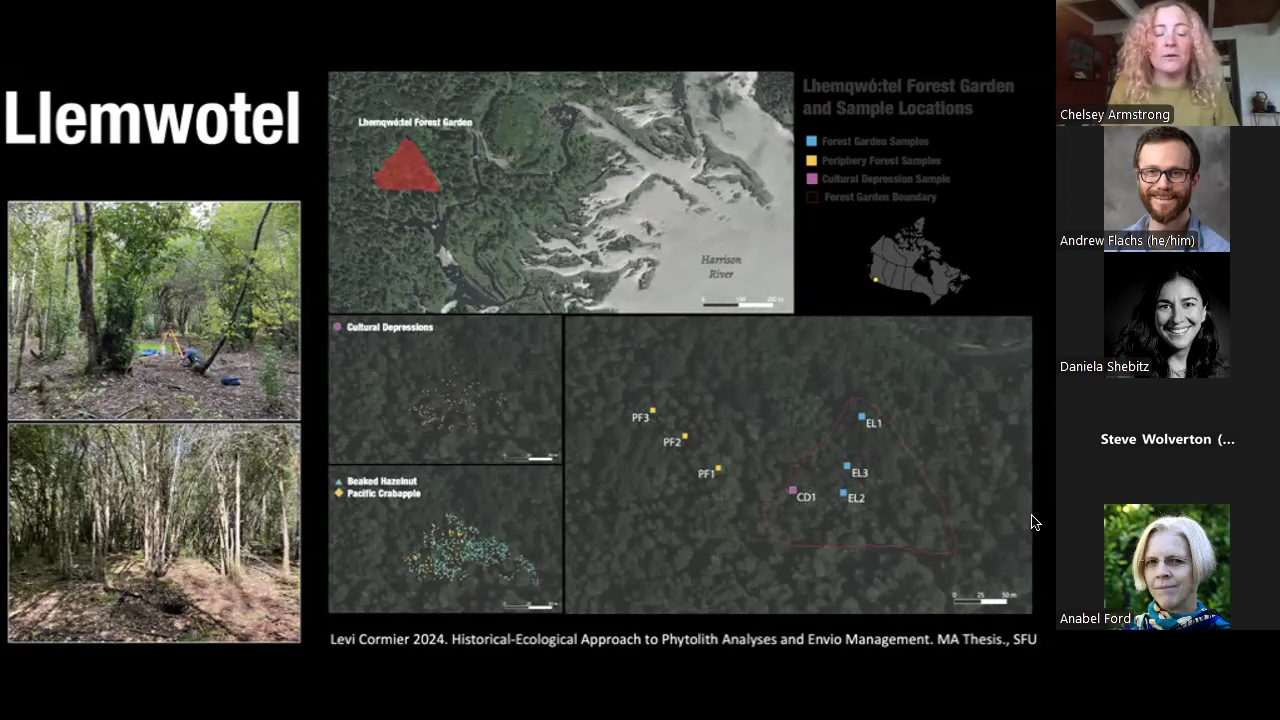 Llemwotel
Lhemqwó:tel Forest Garden
Harrison
River
Lhemqwó:tel Forest Garden
and Sample Locations
Forest Garden Samples
Periphery Forest Samples
Cultural Depression Sample
Forest Garden Boundary
Cultural Depressions
Beaked Hazelnut
Pacific Crabapple
PF3
PF2
PF1
EL1
EL3
EL2
CD1
0 25 50 m
Levi Cormier 2024. Historical-Ecological Approach to Phytolith Analyses and Envio Management. MA Thesis., SFU
Chelsey Armstrong
Andrew Flachs (he/him)
Daniela Shebitz
Steve Wolverton (...
Anabel Ford